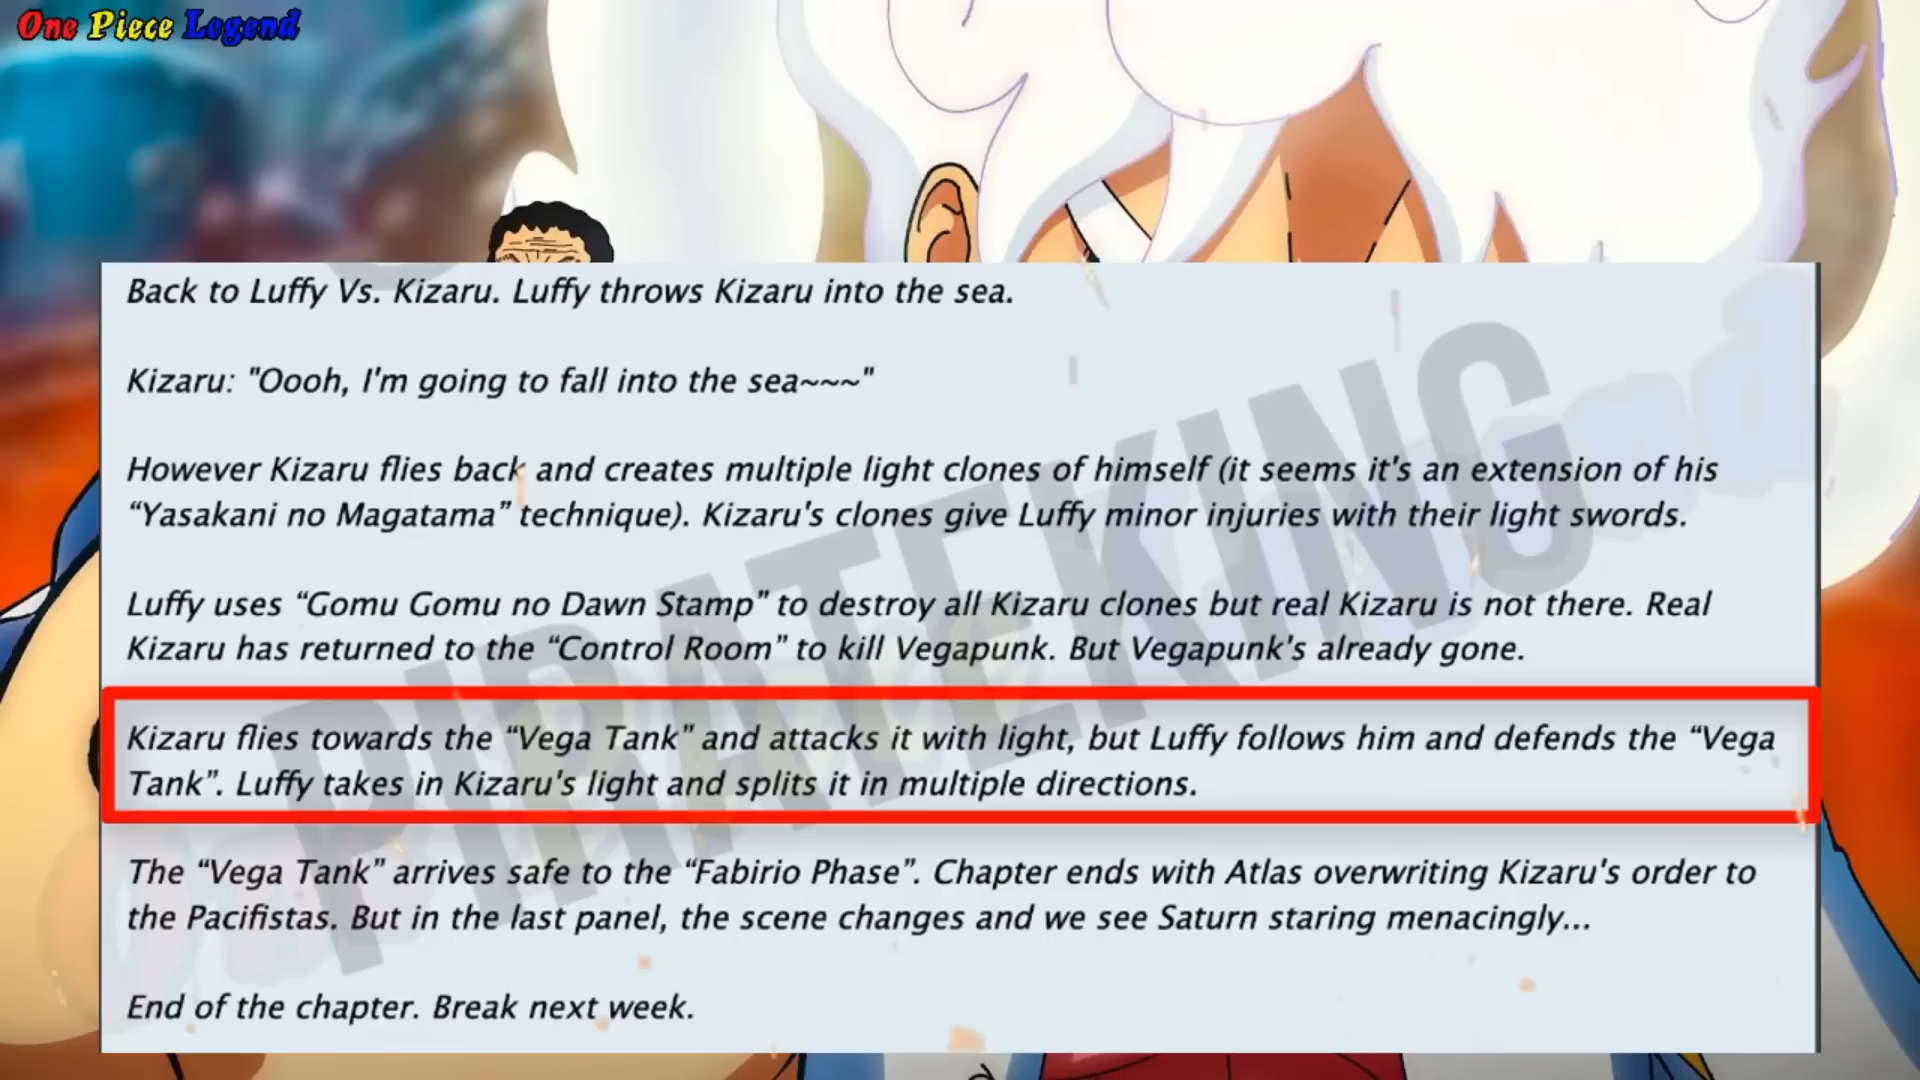 One Piece Legend
Back to Luffy Vs. Kizaru. Luffy throws Kizaru into the sea.
Kizaru: "Oooh, I'm going to fall into the sea~~~"
However Kizaru flies back and creates multiple light clones of himself (it seems it's an extension of his
“Yasakani no Magatama” technique). Kizaru's clones give Luffy minor injuries with their light swords.
Luffy uses “Gomu Gomu no Dawn Stamp” to destroy all Kizaru clones but real Kizaru is not there. Real
Kizaru has returned to the “Control Room” to kill Vegapunk. But Vegapunk's already gone.
Kizaru flies towards the “Vega Tank” and attacks it with light, but Luffy follows him and defends the “Vega
Tank”. Luffy takes in Kizaru's light and splits it in multiple directions.
The “Vega Tank” arrives safe to the “Fabirio Phase”. Chapter ends with Atlas overwriting Kizaru's order to
the Pacifistas. But in the last panel, the scene changes and we see Saturn staring menacingly...
End of the chapter. Break next week.
PIRATEKING